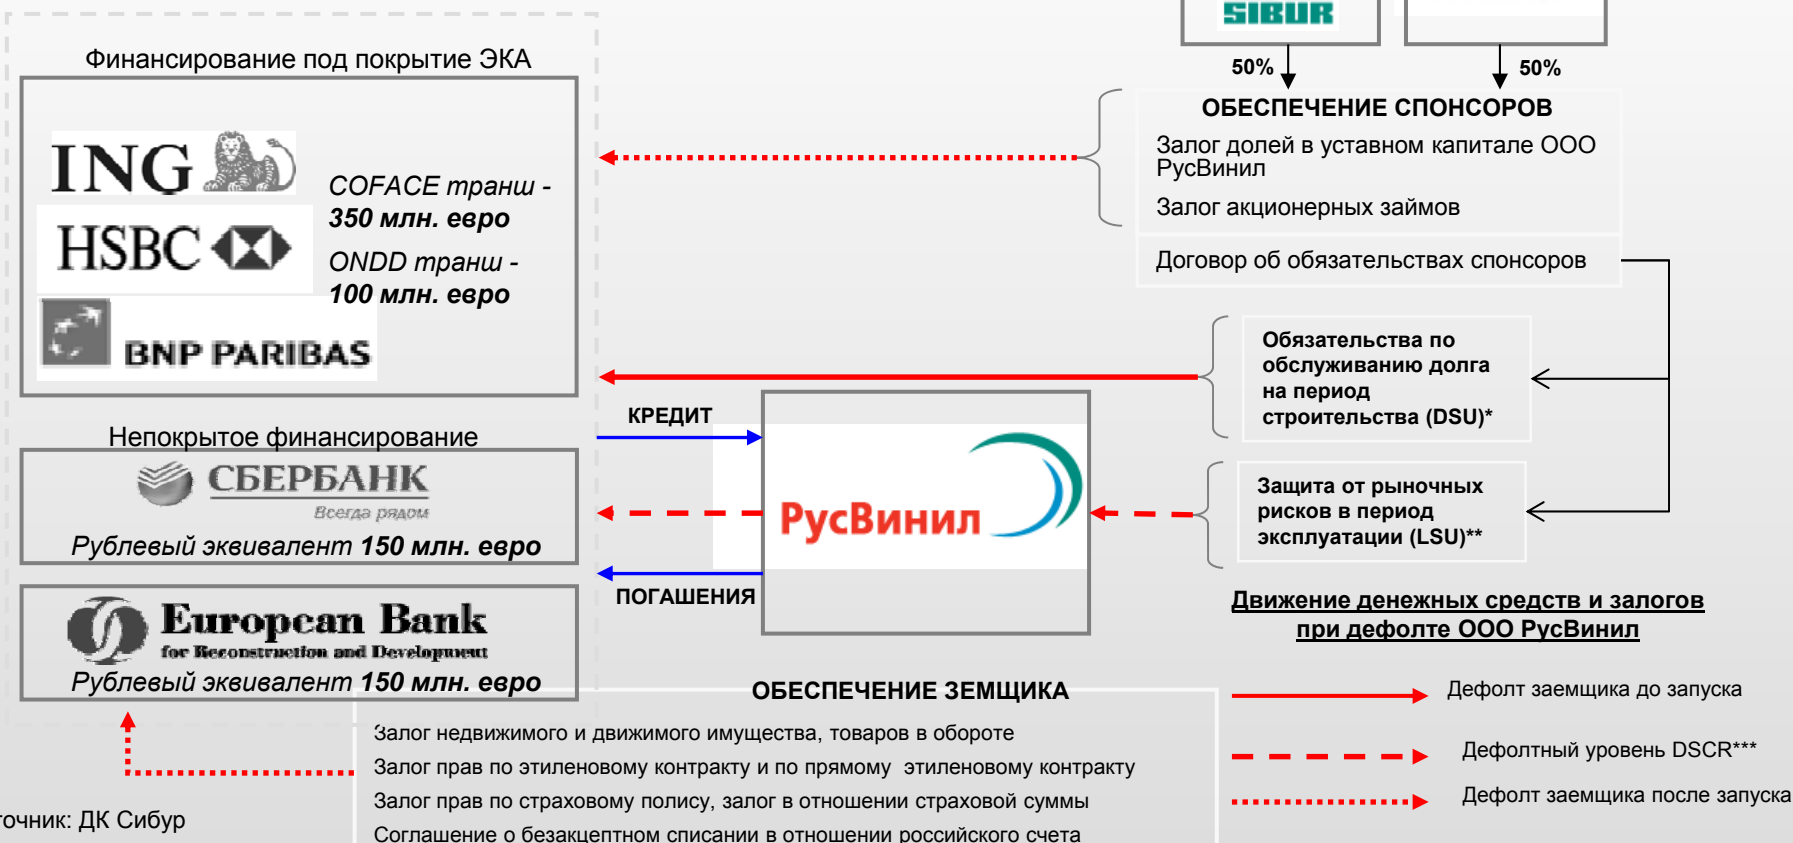 SIBUR
50%
50%
Финансирование под покрытие ЭКА
ING
COFACE транш -
350 млн. евро
HSBC
ONDD транш -
100 млн. евро
BNP PARIBAS
Непокрытое финансирование
СБЕРБАНК
Всегда рядом
Рублевый эквивалент 150 млн. евро
European Bank
for Reconstruction and Development
Рублевый эквивалент 150 млн. евро
ОБЕСПЕЧЕНИЕ СПОНСОРОВ
Залог долей в уставном капитале ООО
РусВинил
Залог акционерных займов
Договор об обязательствах спонсоров
Обязательства по
обслуживанию долга
на период
строительства (DSU)*
Защита от рыночных
рисков в период
эксплуатации (LSU)**
КРЕДИТ
РусВинил
ПОГАШЕНИЯ
Движение денежных средств и залогов
при дефолте ООО РусВинил
Дефолт заемщика до запуска
Дефолтный уровень DSCR***
Дефолт заемщика после запуска
ОБЕСПЕЧЕНИЕ ЗЕМЩИКА
Залог недвижимого и движимого имущества, товаров в обороте
Залог прав по этиленовому контракту и по прямому этиленовому контракту
Залог прав по страховому полису, залог в отношении страховой суммы
Соглашение о безакцептном списании в отношении российского счета
точник: ДК Сибур